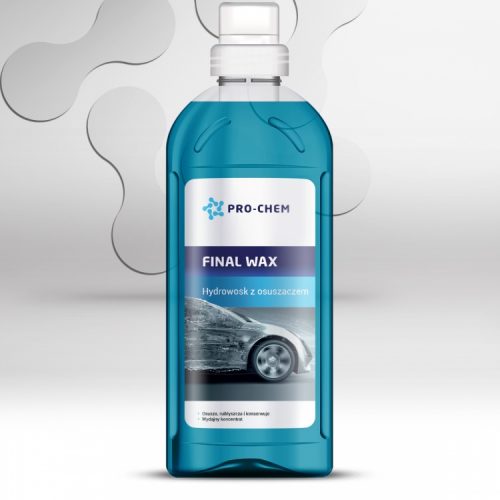 PRO-CHEM
FINAL WAX
Hydrowosk z osuszaczem
Osusza, nabłyszcza i konserwuje
Wydajny koncentrat